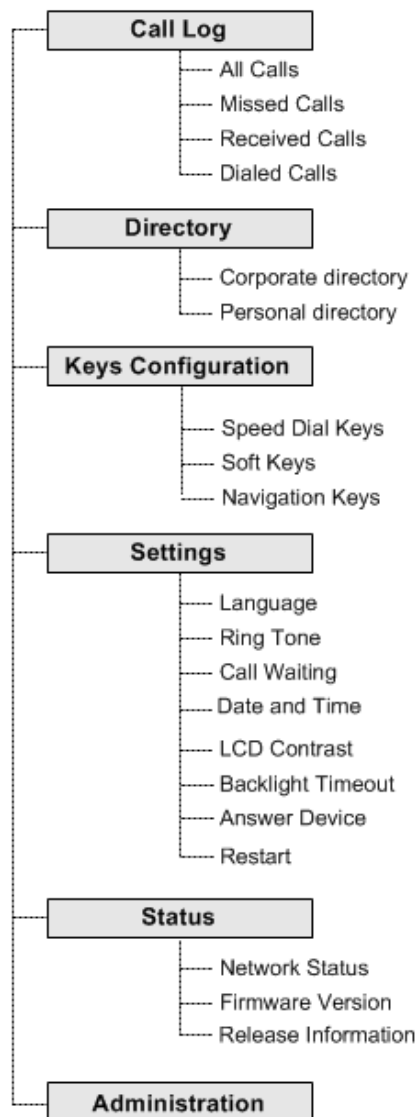 Call Log
All Calls
Missed Calls
Received Calls
Dialed Calls
Directory
Corporate directory
Personal directory
Keys Configuration
Speed Dial Keys
Soft Keys
Navigation Keys
Settings
Language
Ring Tone
Call Waiting
Date and Time
LCD Contrast
Backlight Timeout
Answer Device
Restart
Status
Network Status
Firmware Version
Release Information
Administration